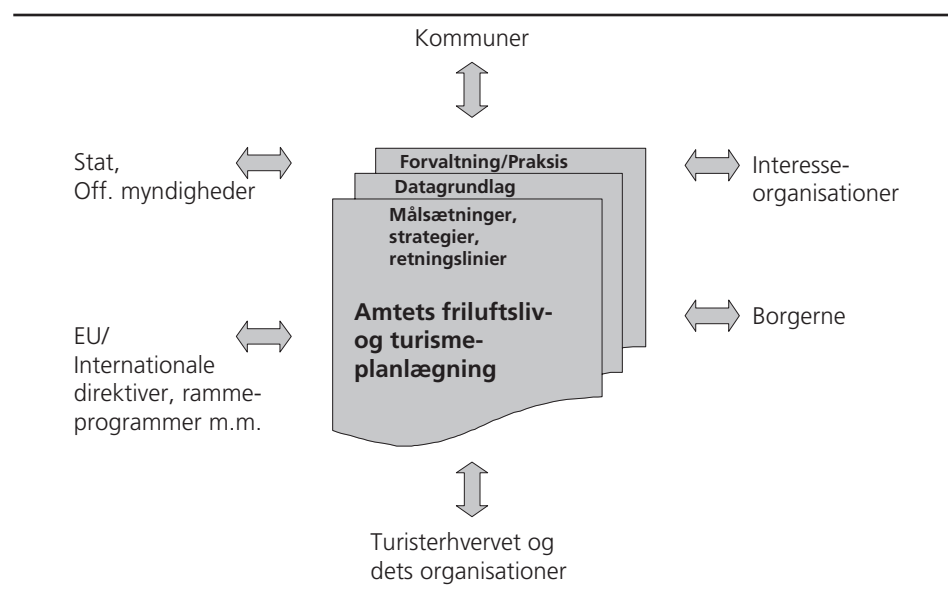 Kommuner
Stat,
Off. myndigheder
Forvaltning/Praksis
Datagrundlag
Målsætninger,
strategier,
retningslinier
Amtets friluftsliv-
og turisme-
planlægning
Interesse-
organisationer
EU/
Internationale
direktiver, ramme-
programmer m.m.
Borgerne
Turisterhvervet og
dets organisationer